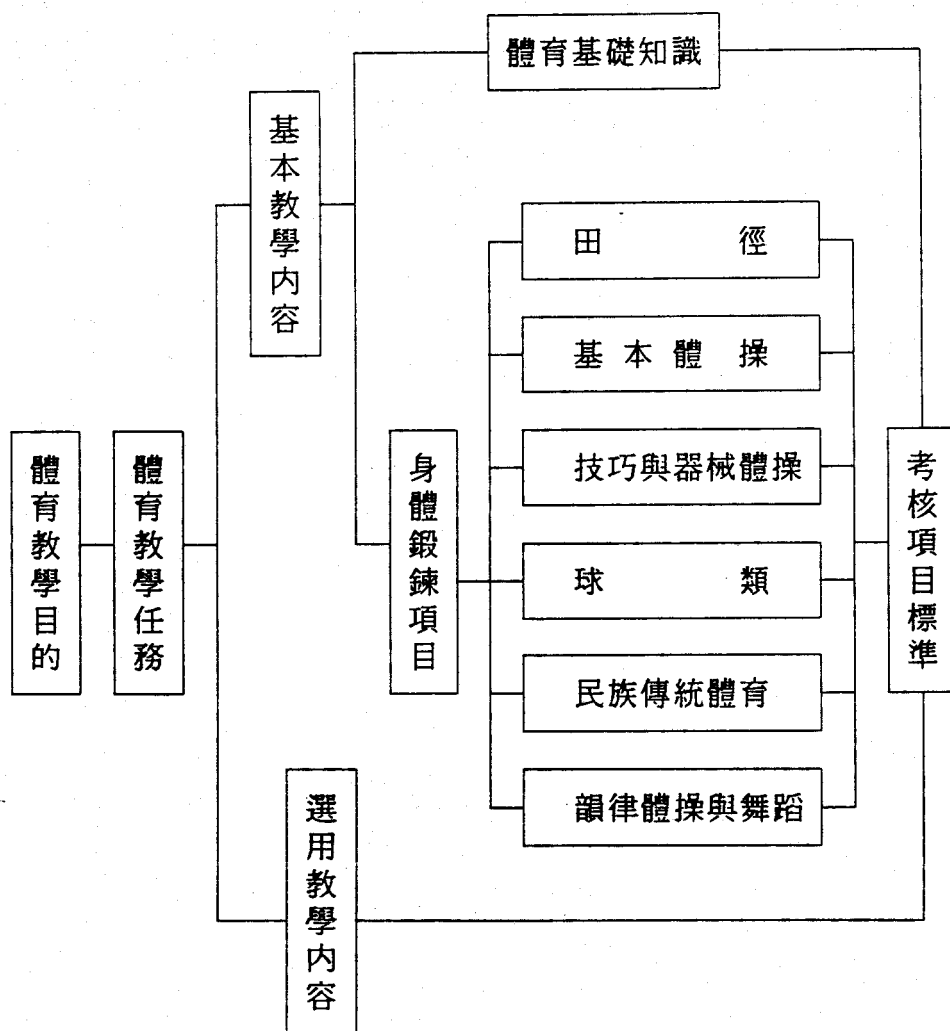 體育教學目的
體育教學任務
基本教學内容
選用教學内容
體育基礎知識
身體鍛鍊項目
田徑
基本體操
技巧與器械體操
球類
民族傳統體育
韻律體操與舞蹈
考核項目標準